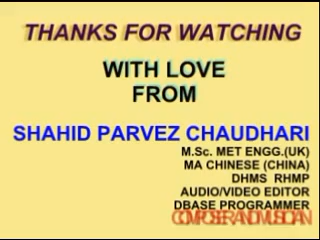 THANKS FOR WATCHING
WITH LOVE
FROM
SHAHID PARVEZ CHAUDHARI
M.Sc. MET ENGG.(UK)
MA CHINESE (CHINA)
DHMS RHMP
AUDIO/VIDEO EDITOR
DBASE PROGRAMMER
COMPOSER AND MUSICIAN